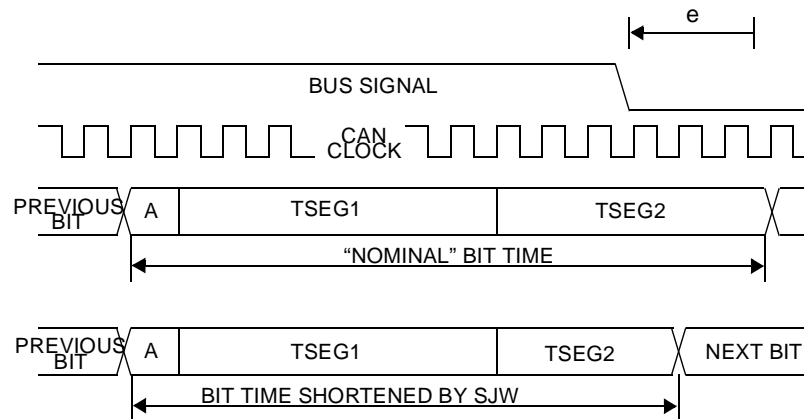 e
BUS SIGNAL
CAN
CLOCK
PREVIOUS
BIT
A
TSEG1
TSEG2
“NOMINAL” BIT TIME
PREVIOUS
BIT
A
TSEG1
TSEG2
NEXT BIT
BIT TIME SHORTENED BY SJW